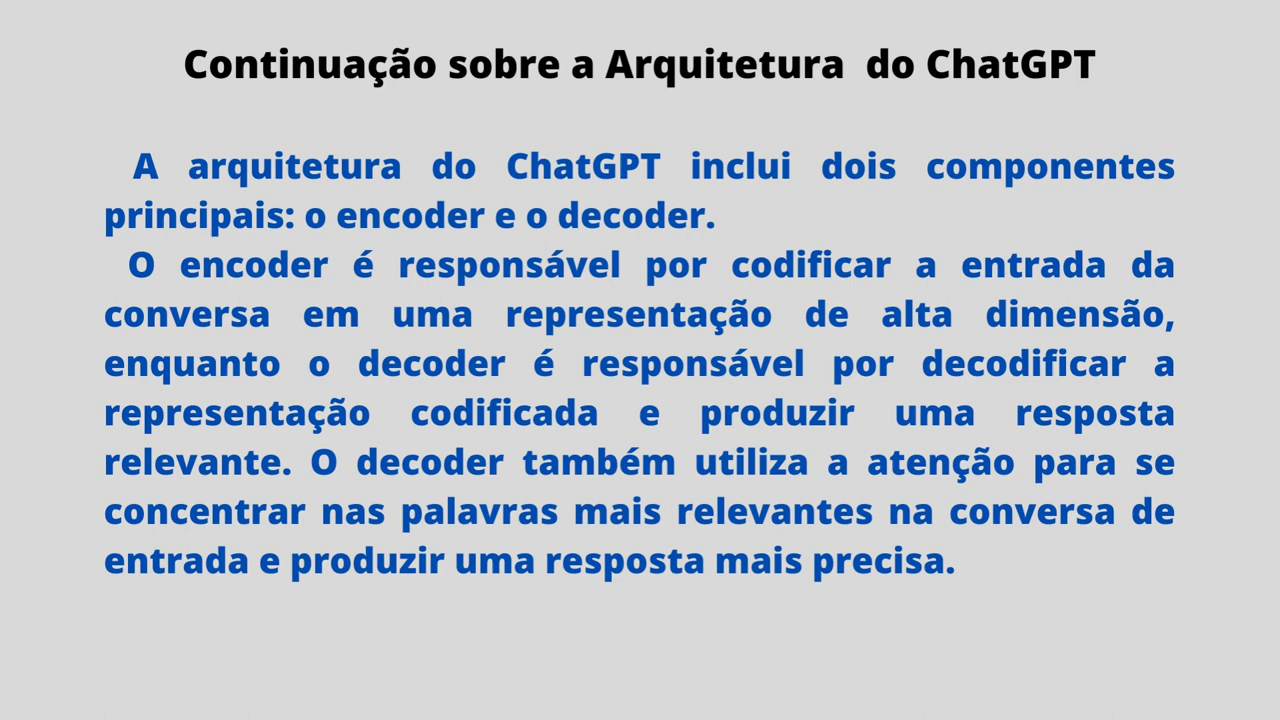 Continuação sobre a Arquitetura  do ChatGPT
A arquitetura do ChatGPT inclui dois componentes
principais: o encoder e o decoder.
O encoder é responsável por codificar a entrada da
conversa em uma representação de alta dimensão,
enquanto o decoder é responsável por decodificar a
representação codificada e produzir uma resposta
relevante. O decoder também utiliza a atenção para se
concentrar nas palavras mais relevantes na conversa de
entrada e produzir uma resposta mais precisa.